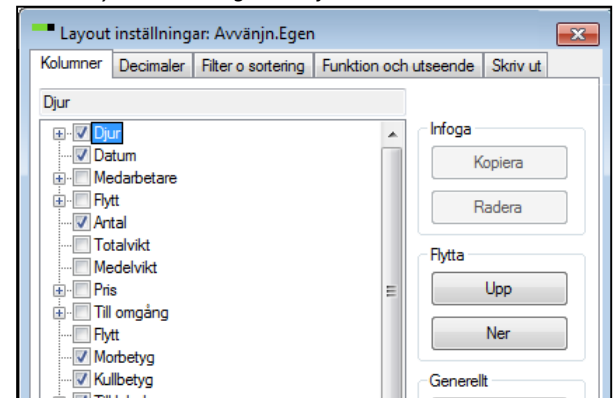 Layout inställningar: Avvänjn.Egen
Kolumner Decimaler Filter o sortering Funktion och utseende Skriv ut
Djur
Djur
Datum
Medarbetare
Flytt
Antal
Totalvikt
Medelvikt
Pris
Till omgång
Flytt
Morbetyg
Kullbetyg
Infoga
Kopiera
Radera
Flytta
Upp
Ner
Generellt